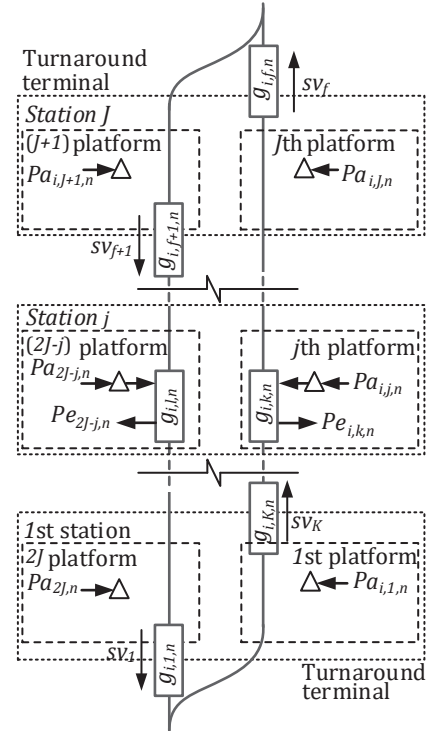 Turnaround
terminal
g_{i,f,n}
sv_f
Station J
(J+1) platform
Pa_{i,J+1,n}
Jth platform
Pa_{i,J,n}
sv_{f+1}
g_{i,f+1,n}
Station j
(2J-j) platform
Pa_{2J-j,n}
Pe_{2J-j,n}
g_{i,l,n}
jth platform
Pa_{i,j,n}
g_{i,k,n}
Pe_{i,k,n}
g_{i,K,n}
sv_K
1st station
2J platform
Pa_{2J,n}
1st platform
Pa_{i,1,n}
sv_1
g_{i,1,n}
Turnaround
terminal